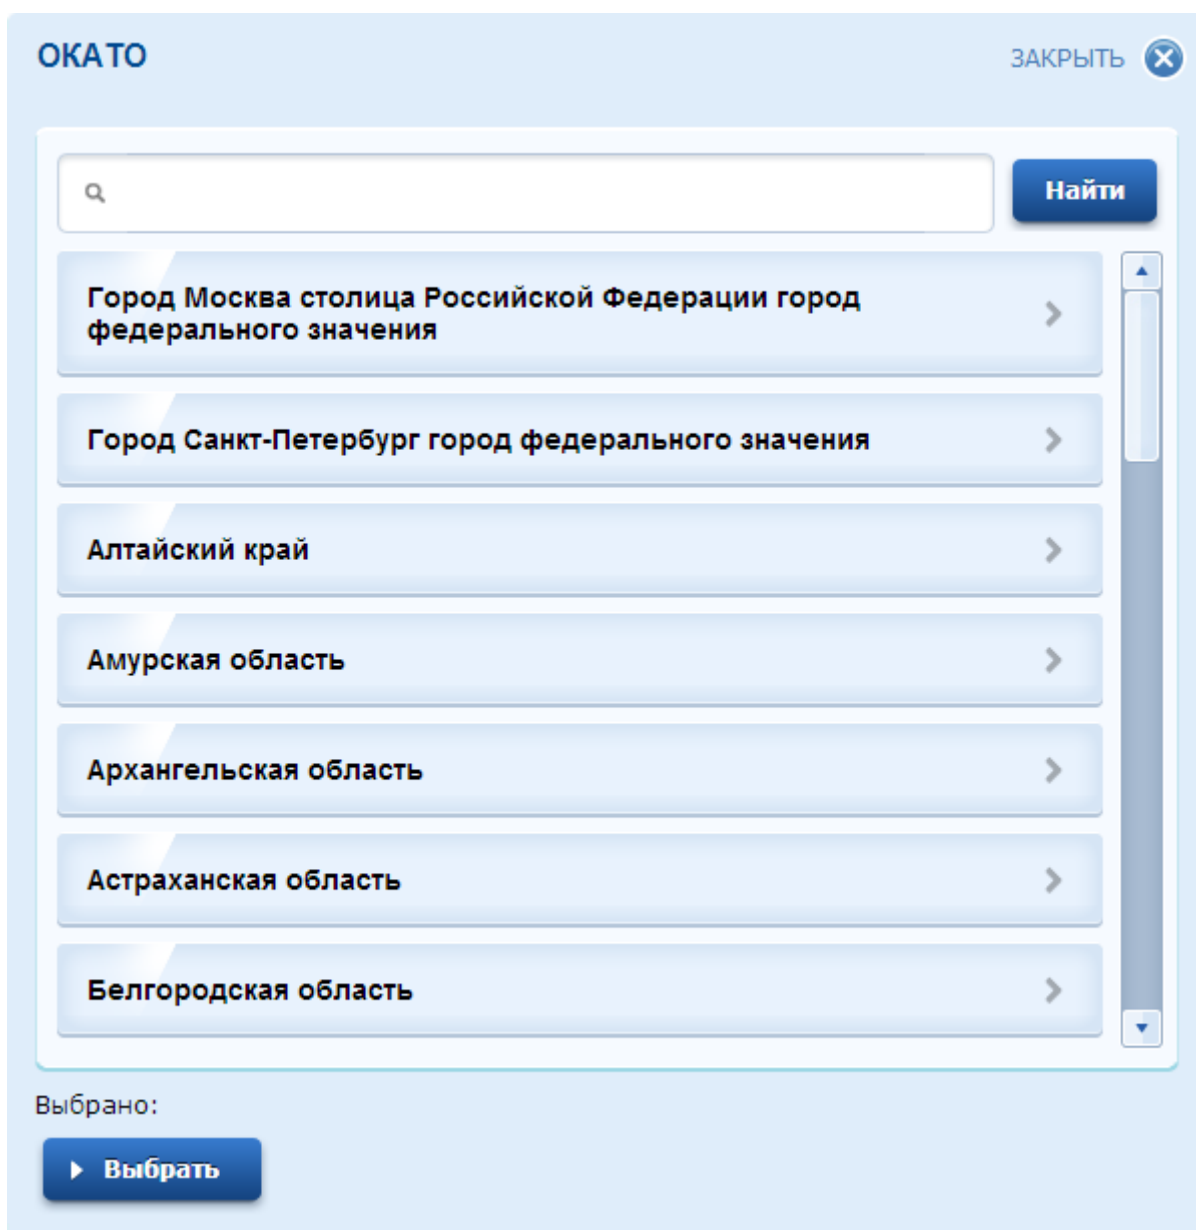 ОКАТО
ЗАКРЫТЬ
Найти
Город Москва столица Российской Федерации город
федерального значения
Город Санкт-Петербург город федерального значения
Алтайский край
Амурская область
Архангельская область
Астраханская область
Белгородская область
Выбрано:
Выбрать